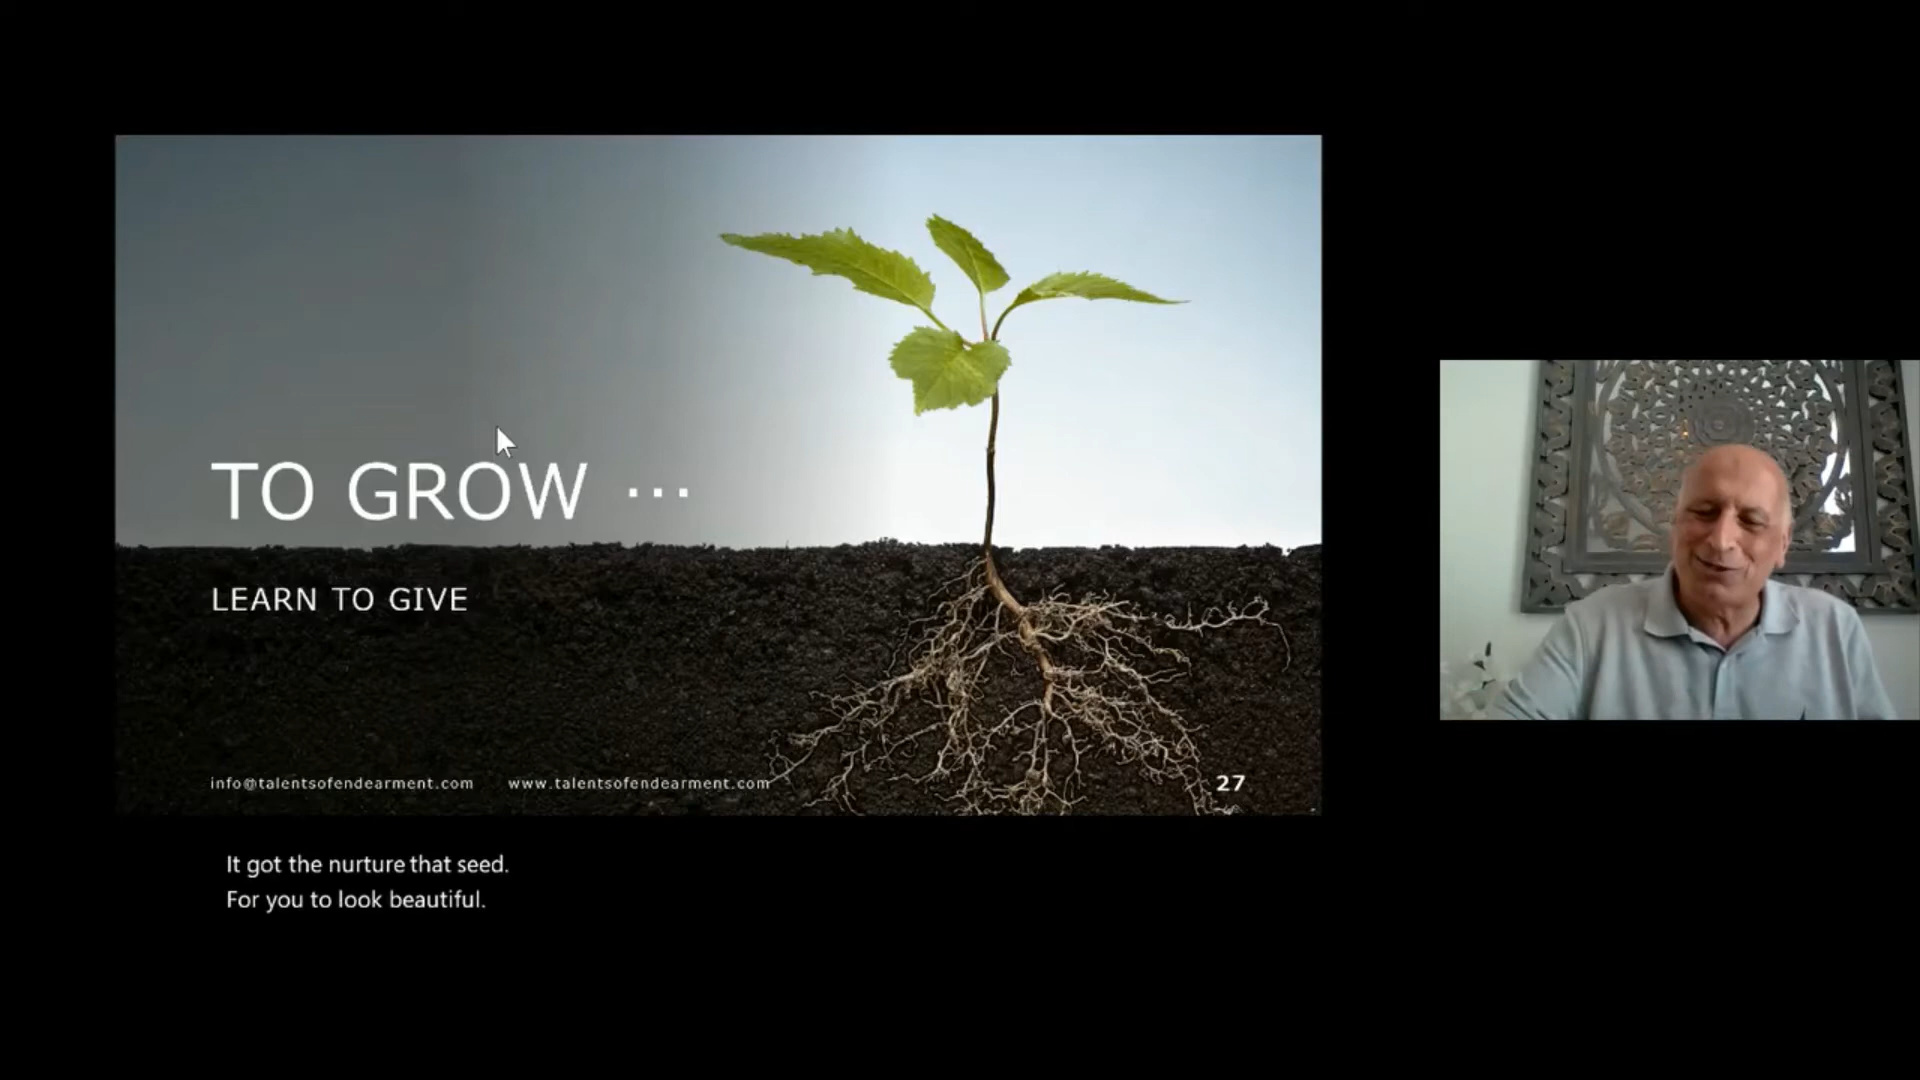 TO GROW ...
LEARN TO GIVE
info@talentsofendearment.com www.talentsofendearment.com 27
It got the nurture that seed.
For you to look beautiful.